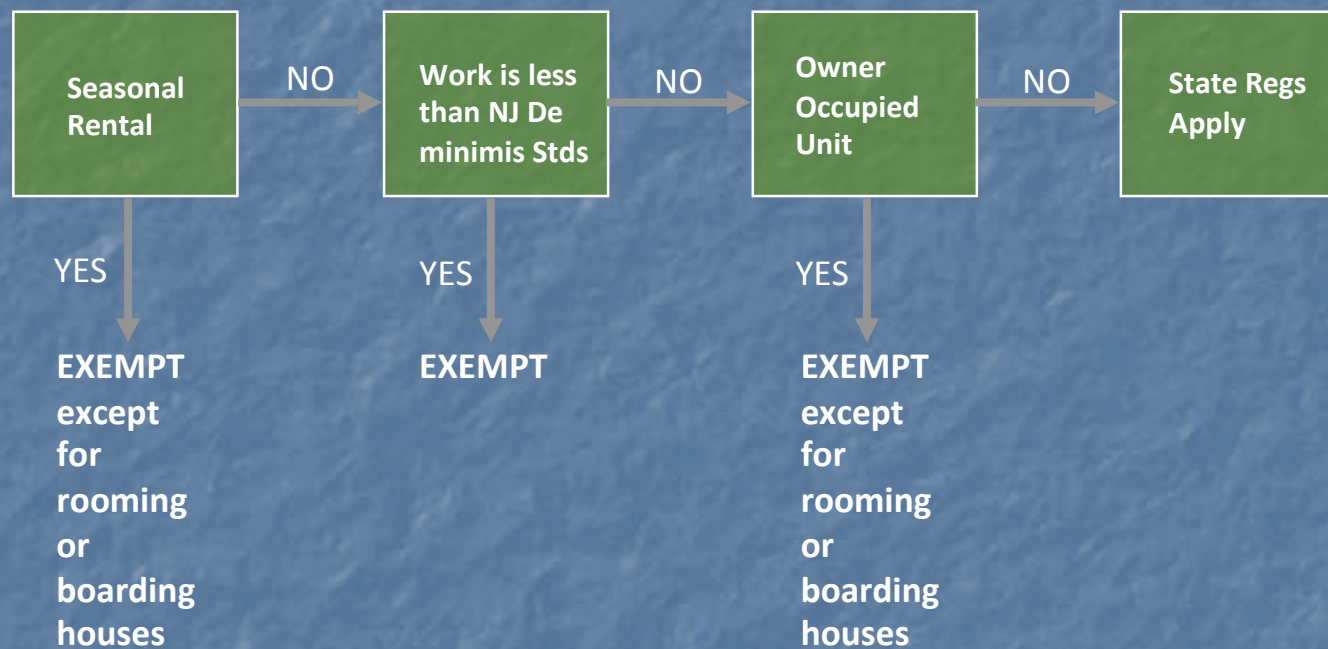 Seasonal
Rental
NO
Work is less
than NJ De
minimis Stds
NO
Owner
Occupied
Unit
NO
State Regs
Apply
YES
YES
YES
EXEMPT
except
for
rooming
or
boarding
houses
EXEMPT
EXEMPT
except
for
rooming
or
boarding
houses